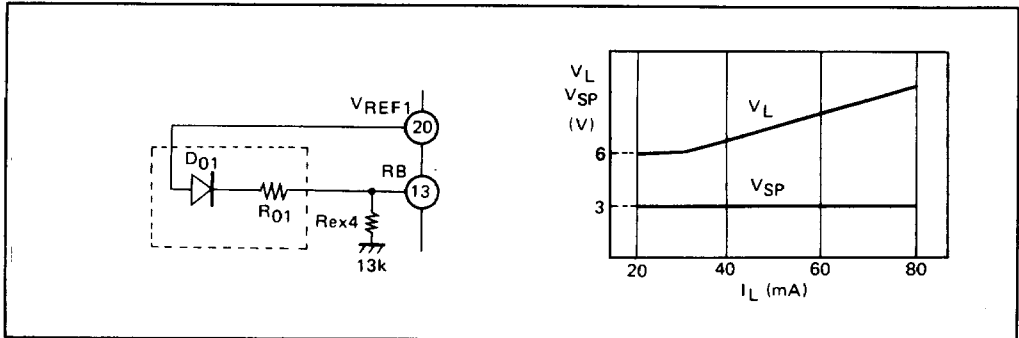 VREF1
20
D01
RB
13
R01
Rex4
13k
VL
VSP
(V)
VL
6
VSP
3
20
40
60
80
IL (mA)